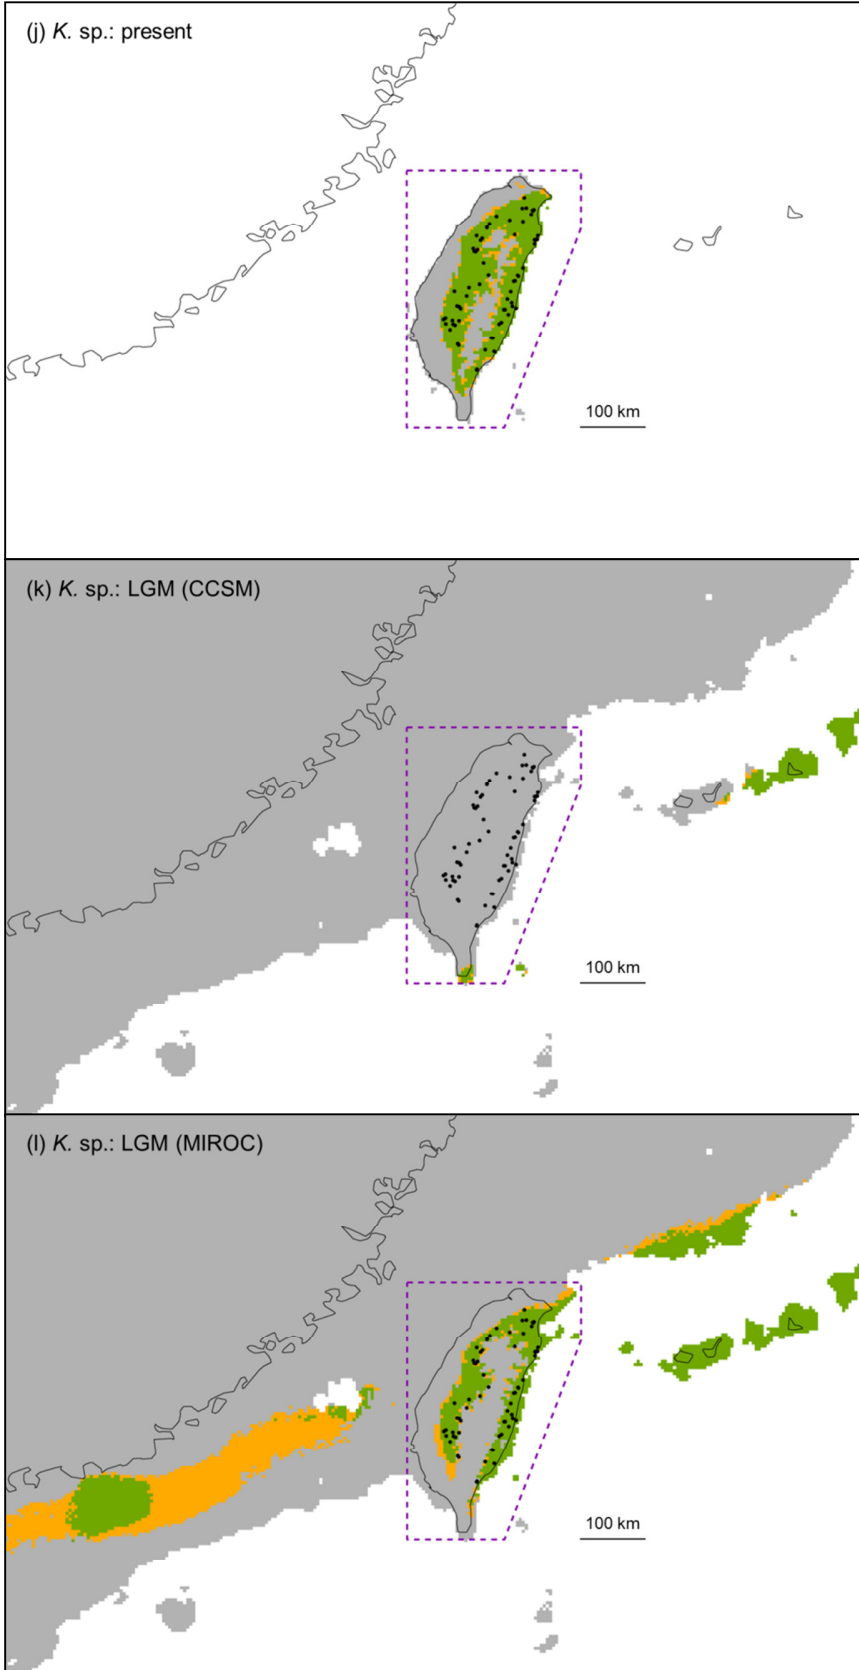 (j) K. sp.: present
100 km
(k) K. sp.: LGM (CCSM)
100 km
(l) K. sp.: LGM (MIROC)
100 km